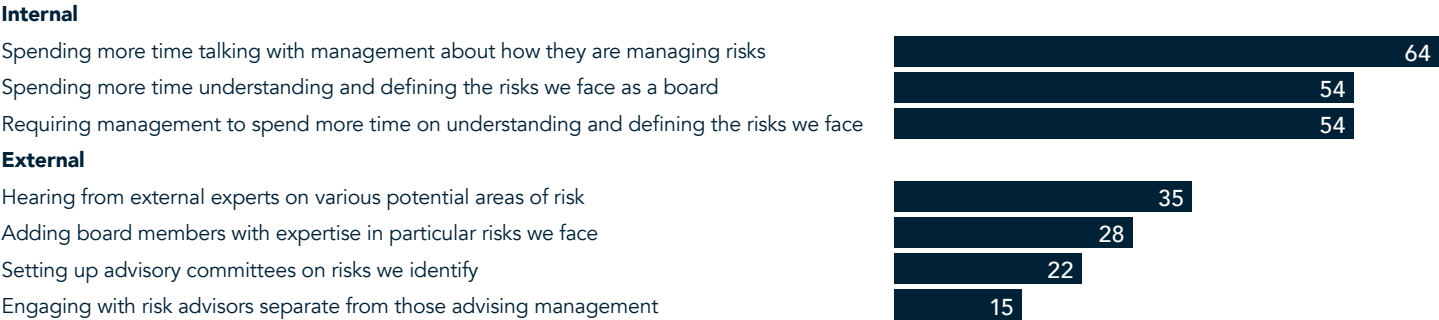 Internal
Spending more time talking with management about how they are managing risks 64
Spending more time understanding and defining the risks we face as a board 54
Requiring management to spend more time on understanding and defining the risks we face 54
External
Hearing from external experts on various potential areas of risk 35
Adding board members with expertise in particular risks we face 28
Setting up advisory committees on risks we identify 22
Engaging with risk advisors separate from those advising management 15